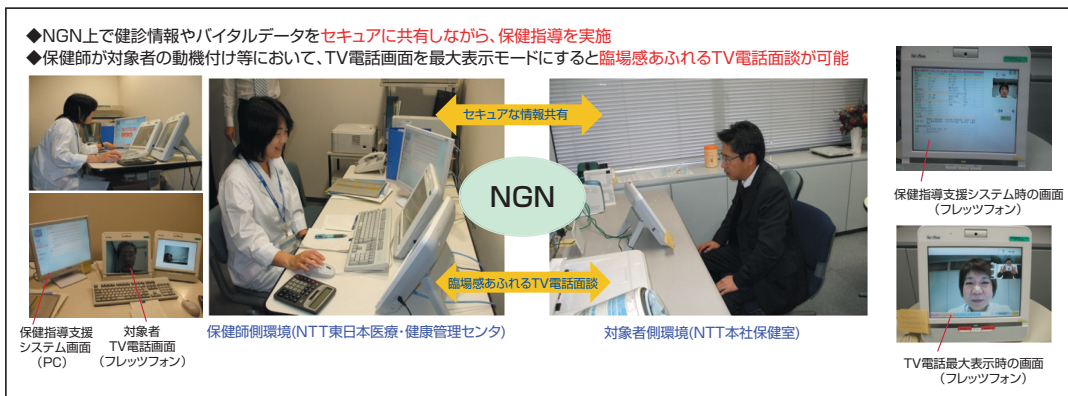 ◆NGN上で健診情報やバイタルデータをセキュアに共有しながら、保健指導を実施
◆保健師が対象者の動機付け等において、TV電話画面を最大表示モードにすると臨場感あふれるTV電話面談が可能
セキュアな情報共有
NGN
臨場感あふれるTV電話面談
保健指導支援
システム画面
（PC）
対象者
TV電話画面
（フレッツフォン）
保健師側環境(NTT東日本医療・健康管理センタ)
対象者側環境(NTT本社保健室)
保健指導支援システム時の画面
（フレッツフォン）
TV電話最大表示時の画面
（フレッツフォン）